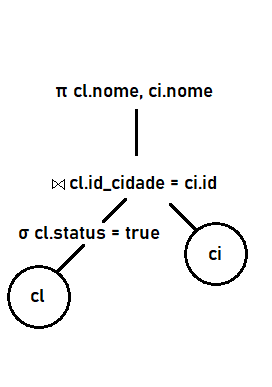 π cl.nome, ci.nome
⋈ cl.id_cidade = ci.id
σ cl.status = true
ci
cl